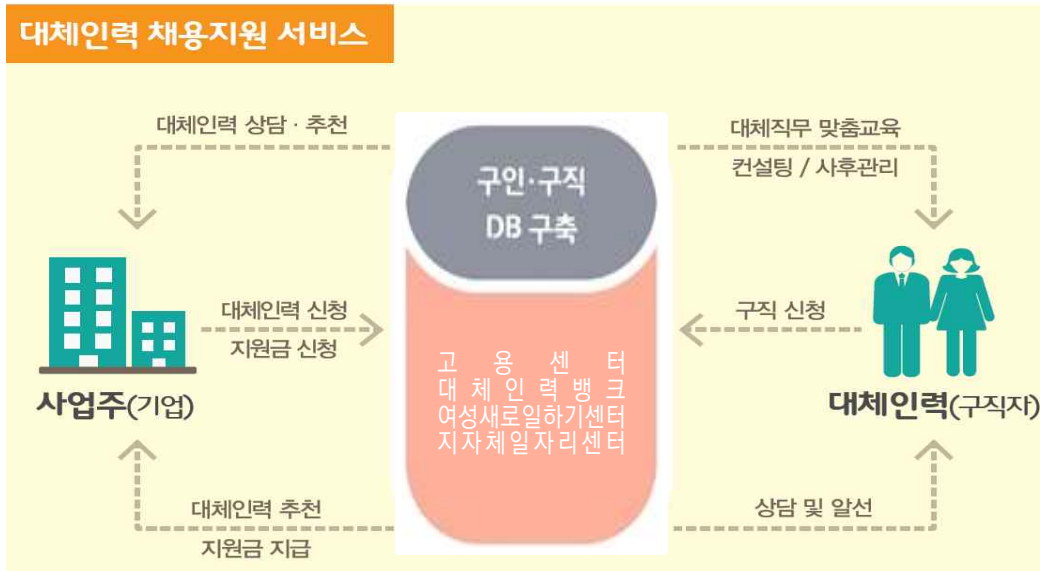 대체인력 채용지원 서비스
대체인력 상담·추천
구인·구직
DB 구축
대체직무 맞춤교육
컨설팅 / 사후관리
대체인력 신청
지원금 신청
구직 신청
고용센터
대체인력뱅크
여성새로일하기센터
지자체일자리센터
사업주(기업)
대체인력(구직자)
대체인력 추천
지원금 지급
상담 및 알선